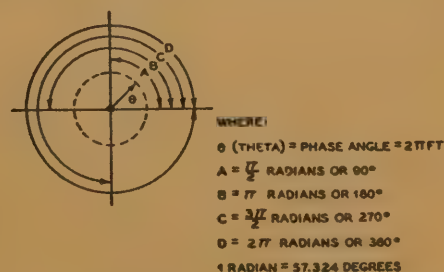 A B C D
θ
WHERE:
θ (THETA) = PHASE ANGLE = 2πFT
A = π/2 RADIANS OR 90°
B = π RADIANS OR 180°
C = 3π/2 RADIANS OR 270°
D = 2π RADIANS OR 360°
1 RADIAN = 57.324 DEGREES